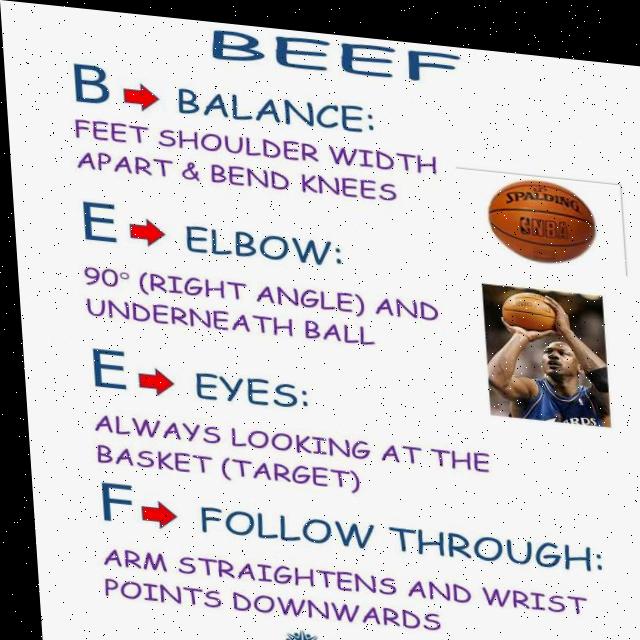 BEEF
B BALANCE:
FEET SHOULDER WIDTH
APART & BEND KNEES
E ELBOW:
90° (RIGHT ANGLE) AND
UNDERNEATH BALL
E EYES:
ALWAYS LOOKING AT THE
BASKET (TARGET)
F FOLLOW THROUGH:
ARM STRAIGHTENS AND WRIST
POINTS DOWNWARDS
SPALDING
NBA
ARDS